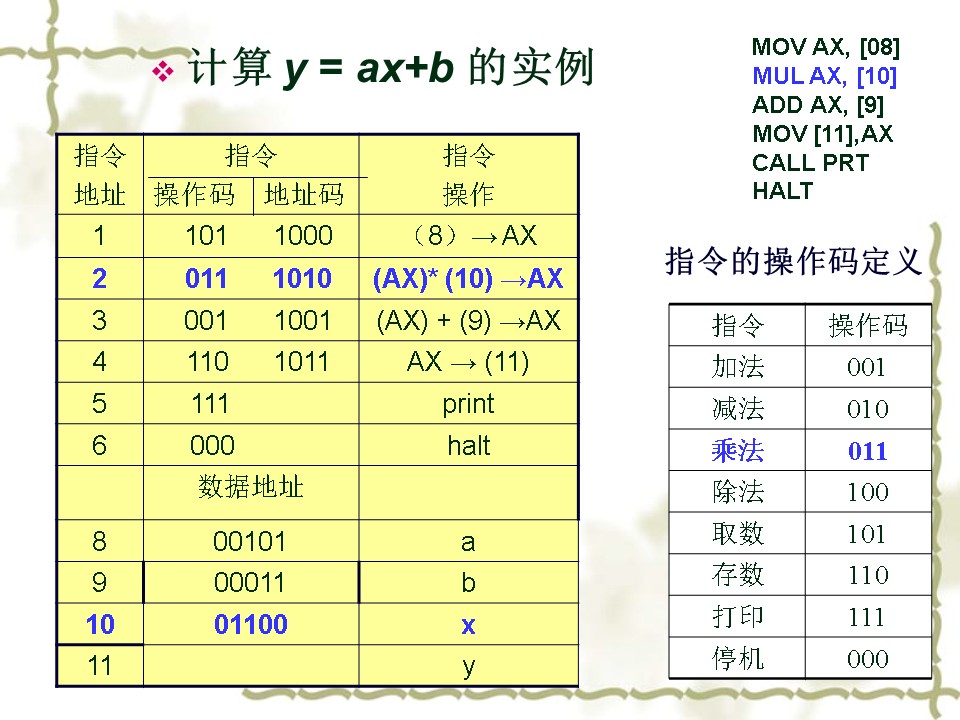 计算 y = ax+b 的实例
MOV AX, [08]
MUL AX, [10]
ADD AX, [9]
MOV [11],AX
CALL PRT
HALT
指令地址 指令 指令操作
操作码 地址码
1 101 1000 （8）→AX
2 011 1010 (AX)* (10) →AX
3 001 1001 (AX) + (9) →AX
4 110 1011 AX → (11)
5 111 print
6 000 halt
数据地址
8 00101 a
9 00011 b
10 01100 x
11 y
指令的操作码定义
指令 操作码
加法 001
减法 010
乘法 011
除法 100
取数 101
存数 110
打印 111
停机 000